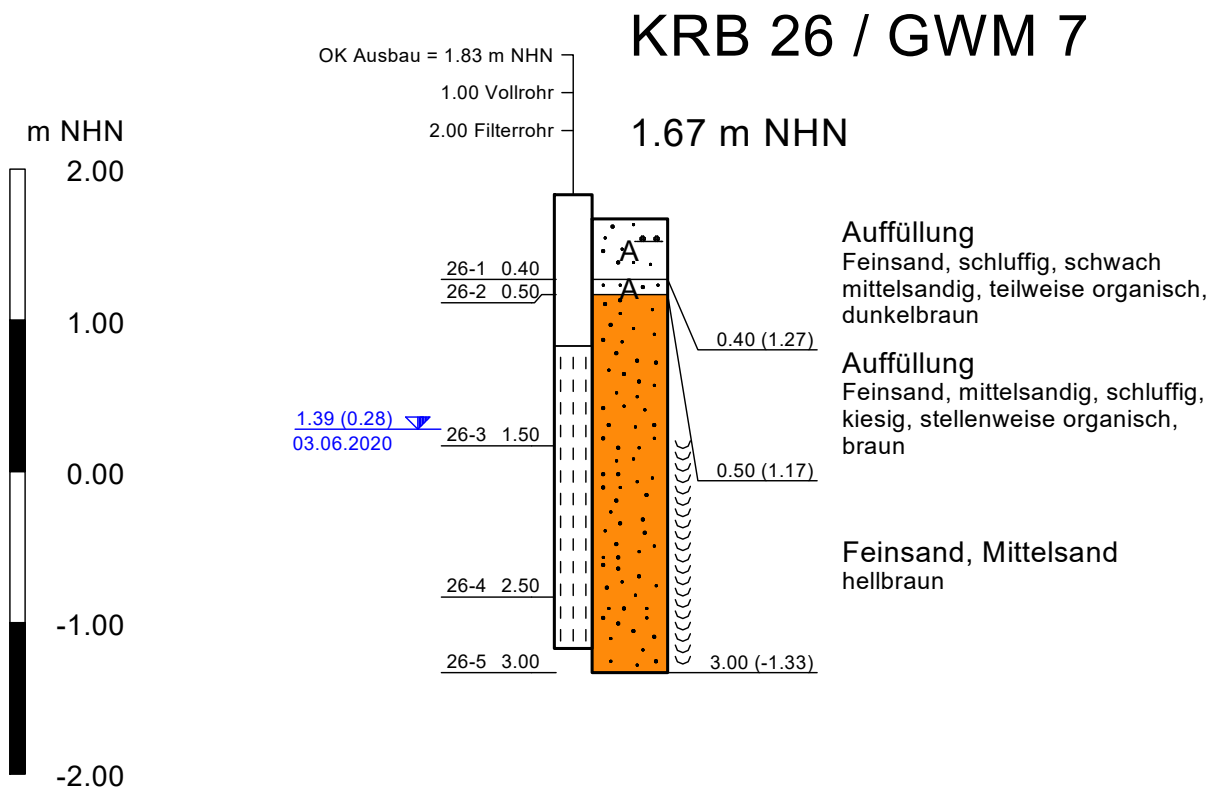 KRB 26 / GWM 7
OK Ausbau = 1.83 m NHN
1.00 Vollrohr
2.00 Filterrohr
1.67 m NHN
m NHN
2.00
1.00
0.00
-1.00
-2.00
26-1 0.40
26-2 0.50
26-3 1.50
26-4 2.50
26-5 3.00
1.39 (0.28)
03.06.2020
A
A
0.40 (1.27)
0.50 (1.17)
3.00 (-1.33)
Auffüllung
Feinsand, schluffig, schwach
mittelsandig, teilweise organisch,
dunkelbraun
Auffüllung
Feinsand, mittelsandig, schluffig,
kiesig, stellenweise organisch,
braun
Feinsand, Mittelsand
hellbraun